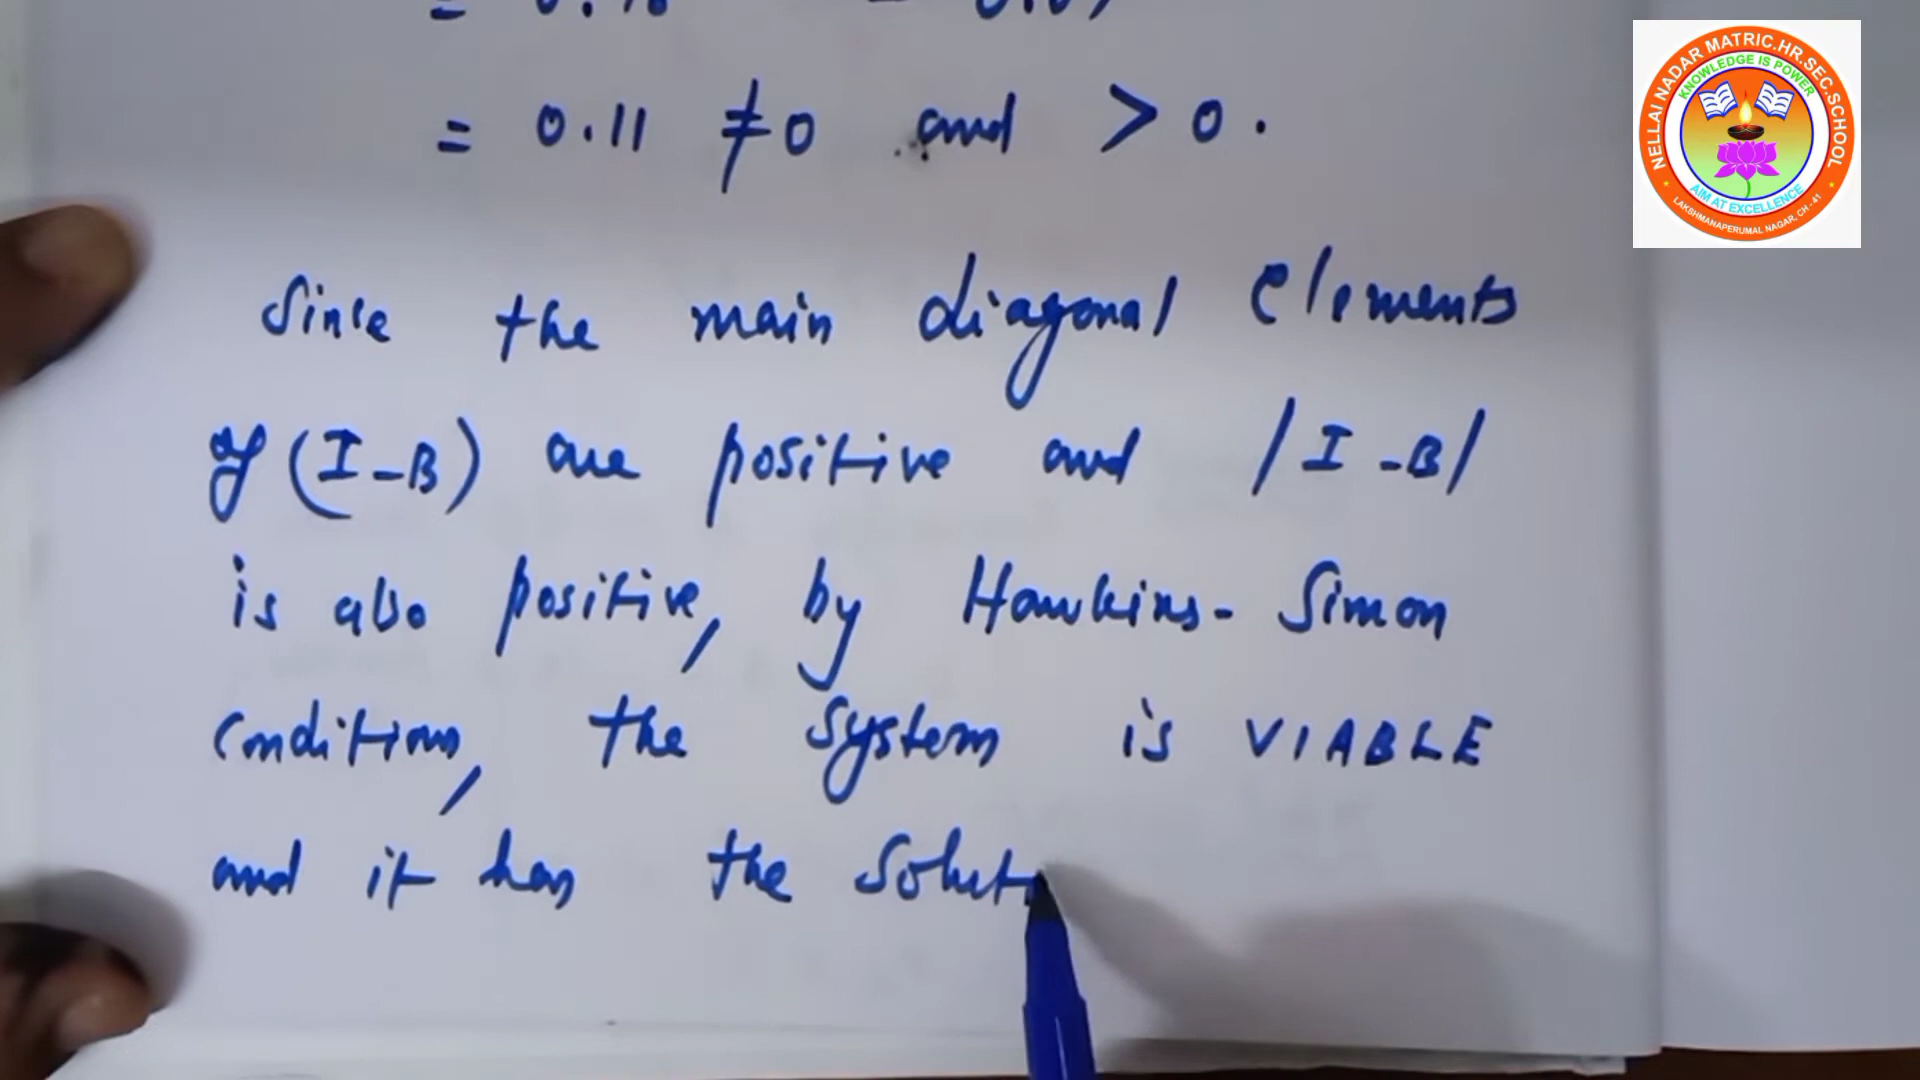 = 0.11 ≠ 0 and > 0.
Since the main diagonal elements
of (I-B) are positive and |I-B|
is also positive, by Hawkins-Simon
conditions, the system is VIABLE
and it has the Soluti
NELLAI NADAR MATRIC.HR.SEC.SCHOOL
KNOWLEDGE IS POWER
AIM AT EXCELLENCE
LAKSHMANAPERUMAL NAGAR, CH - 41